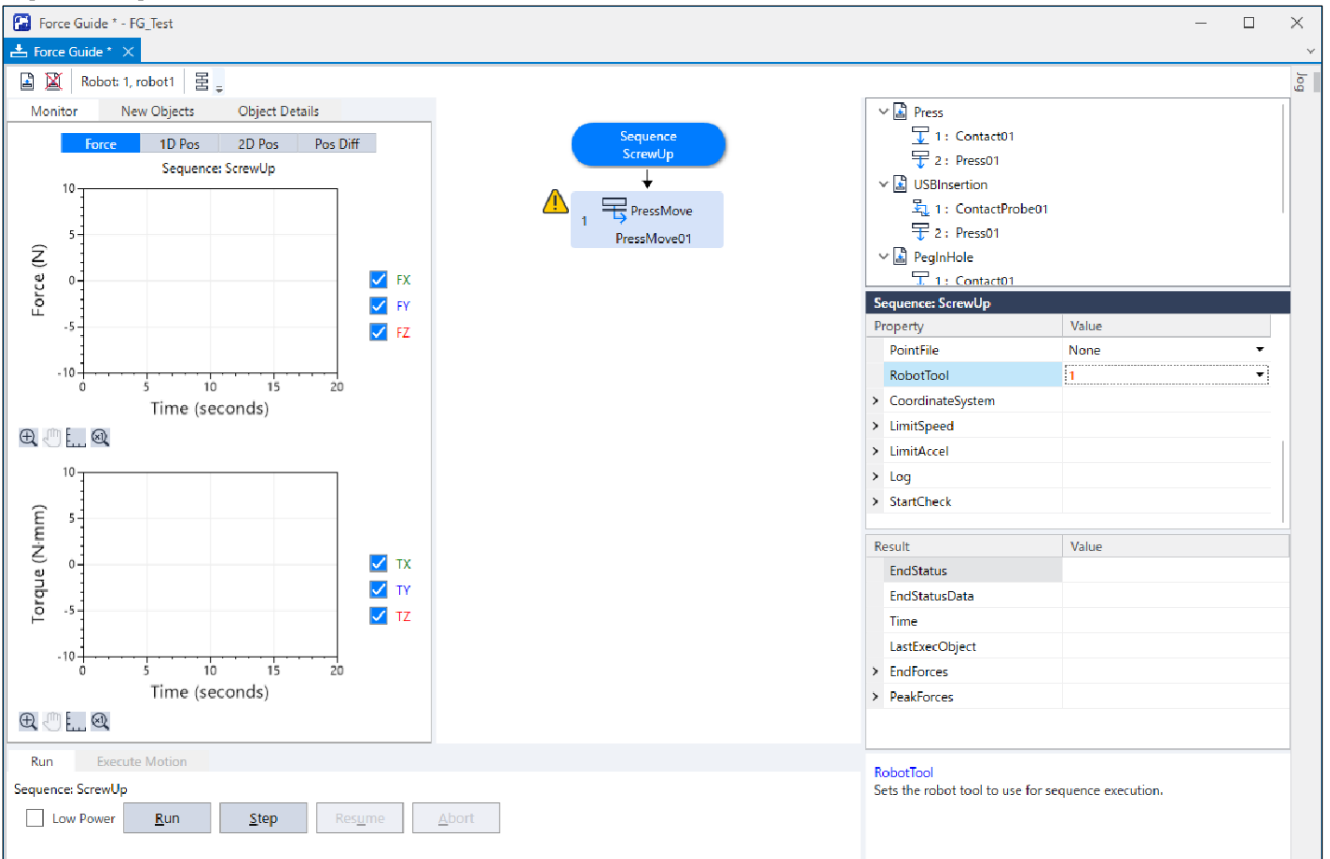 Force Guide * - FG_Test
Force Guide *
Robot: 1, robot1
Jog
Monitor New Objects Object Details
Force 1D Pos 2D Pos Pos Diff
Sequence: ScrewUp
10
5
0
-5
-10
Force (N)
0 5 10 15 20
Time (seconds)
FX
FY
FZ
10
5
0
-5
-10
Torque (N·mm)
0 5 10 15 20
Time (seconds)
TX
TY
TZ
Sequence
ScrewUp
1 PressMove
PressMove01
Press
1 : Contact01
2 : Press01
USBInsertion
1 : ContactProbe01
2 : Press01
PegInHole
1 : Contact01
Sequence: ScrewUp
Property Value
PointFile None
RobotTool 1
CoordinateSystem
LimitSpeed
LimitAccel
Log
StartCheck
Result Value
EndStatus
EndStatusData
Time
LastExecObject
EndForces
PeakForces
Run Execute Motion
Sequence: ScrewUp
Low Power Run Step Resume Abort
RobotTool
Sets the robot tool to use for sequence execution.